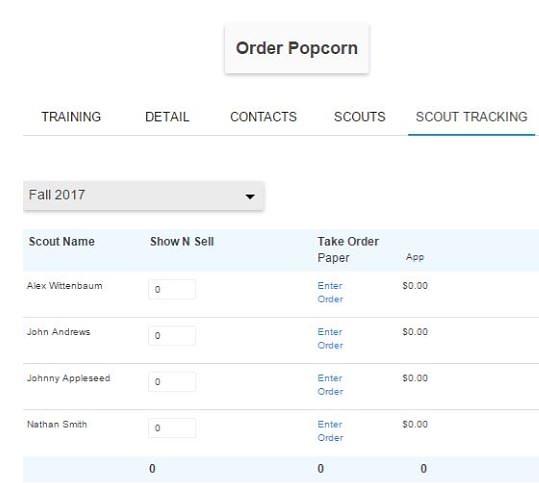 Order Popcorn
TRAINING DETAIL CONTACTS SCOUTS SCOUT TRACKING
Fall 2017
Scout Name Show N Sell Take Order
Paper App
Alex Wittenbaum 0 Enter Order $0.00
John Andrews 0 Enter Order $0.00
Johnny Appleseed 0 Enter Order $0.00
Nathan Smith 0 Enter Order $0.00
0 0 0